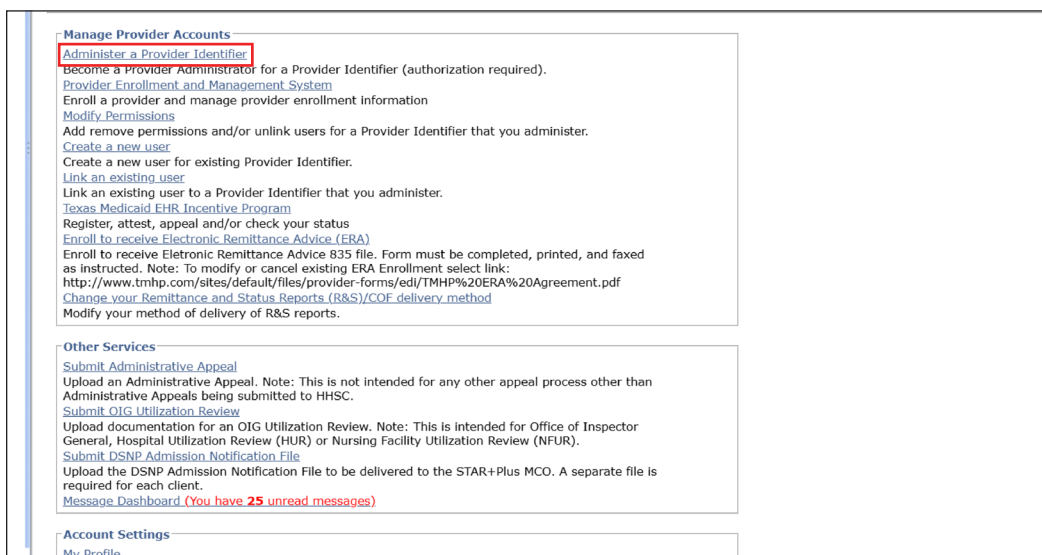 Manage Provider Accounts
Administer a Provider Identifier
Become a Provider Administrator for a Provider Identifier (authorization required).
Provider Enrollment and Management System
Enroll a provider and manage provider enrollment information
Modify Permissions
Add remove permissions and/or unlink users for a Provider Identifier that you administer.
Create a new user
Create a new user for existing Provider Identifier.
Link an existing user
Link an existing user to a Provider Identifier that you administer.
Texas Medicaid EHR Incentive Program
Register, attest, appeal and/or check your status
Enroll to receive Electronic Remittance Advice (ERA)
Enroll to receive Eletronic Remittance Advice 835 file. Form must be completed, printed, and faxed
as instructed. Note: To modify or cancel existing ERA Enrollment select link:
http://www.tmhp.com/sites/default/files/provider-forms/edi/TMHP%20ERA%20Agreement.pdf
Change your Remittance and Status Reports (R&S)/COF delivery method
Modify your method of delivery of R&S reports.
Other Services
Submit Administrative Appeal
Upload an Administrative Appeal. Note: This is not intended for any other appeal process other than
Administrative Appeals being submitted to HHSC.
Submit OIG Utilization Review
Upload documentation for an OIG Utilization Review. Note: This is intended for Office of Inspector
General, Hospital Utilization Review (HUR) or Nursing Facility Utilization Review (NFUR).
Submit DSNP Admission Notification File
Upload the DSNP Admission Notification File to be delivered to the STAR+Plus MCO. A separate file is
required for each client.
Message Dashboard (You have 25 unread messages)
Account Settings
My Profile